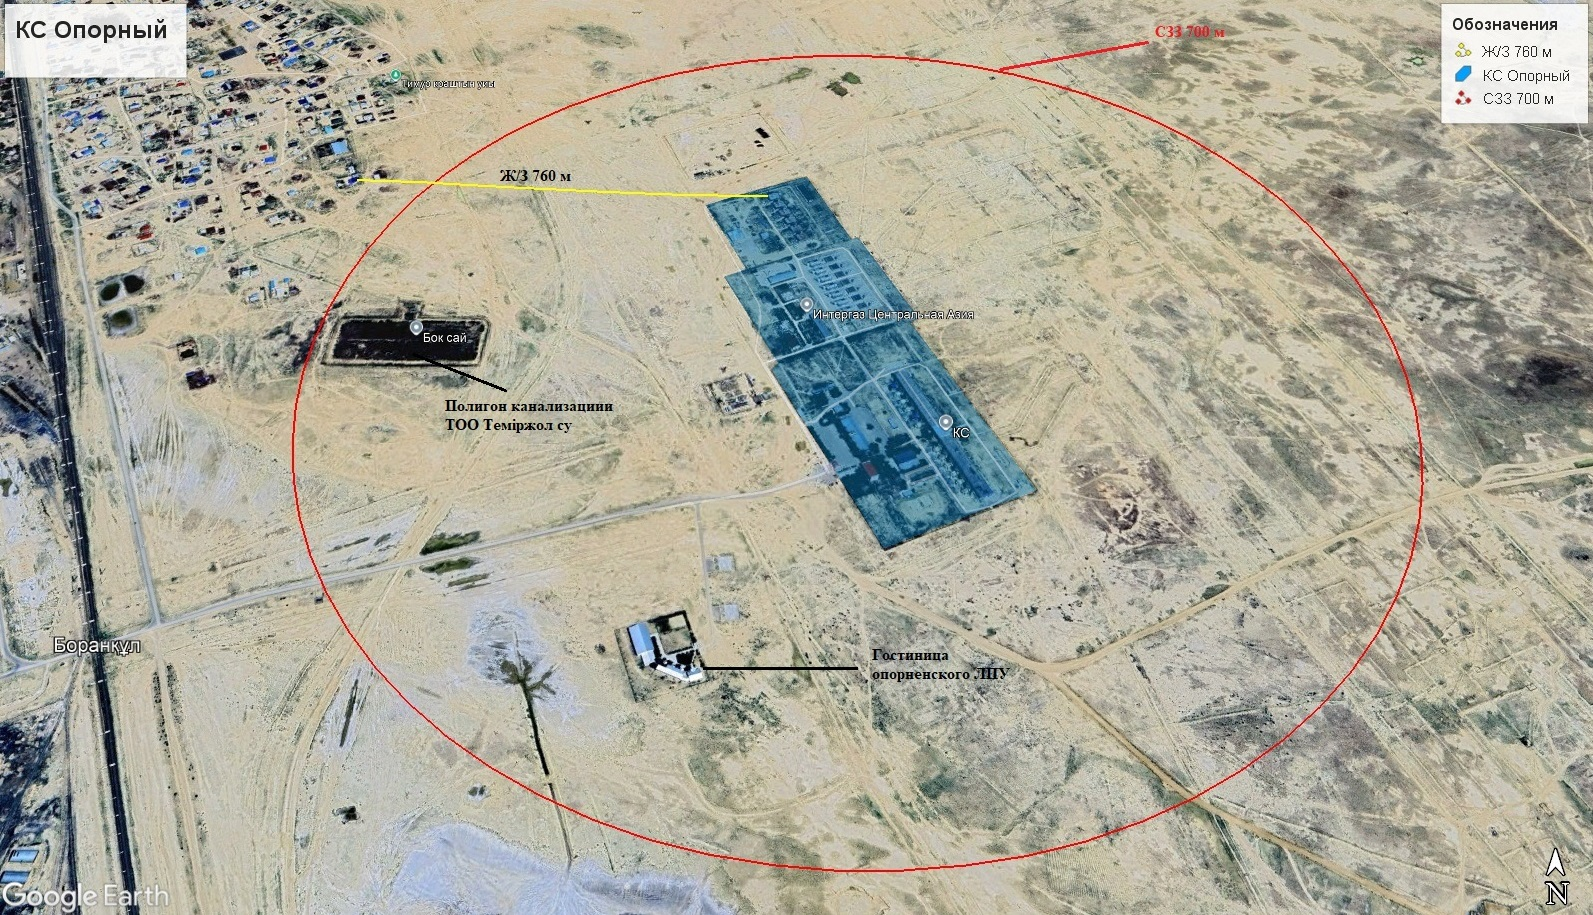 КС Опорный
СЗЗ 700 м
Обозначения
Ж/З 760 м
КС Опорный
СЗЗ 700 м
Тимур
Ж/З 760 м
Интергаз Центральная Азия
Бок сай
Полигон канализациии
ТОО Теміржол су
КС
Боранқұл
Гостиница
опорненского ЛПУ
Google Earth
N